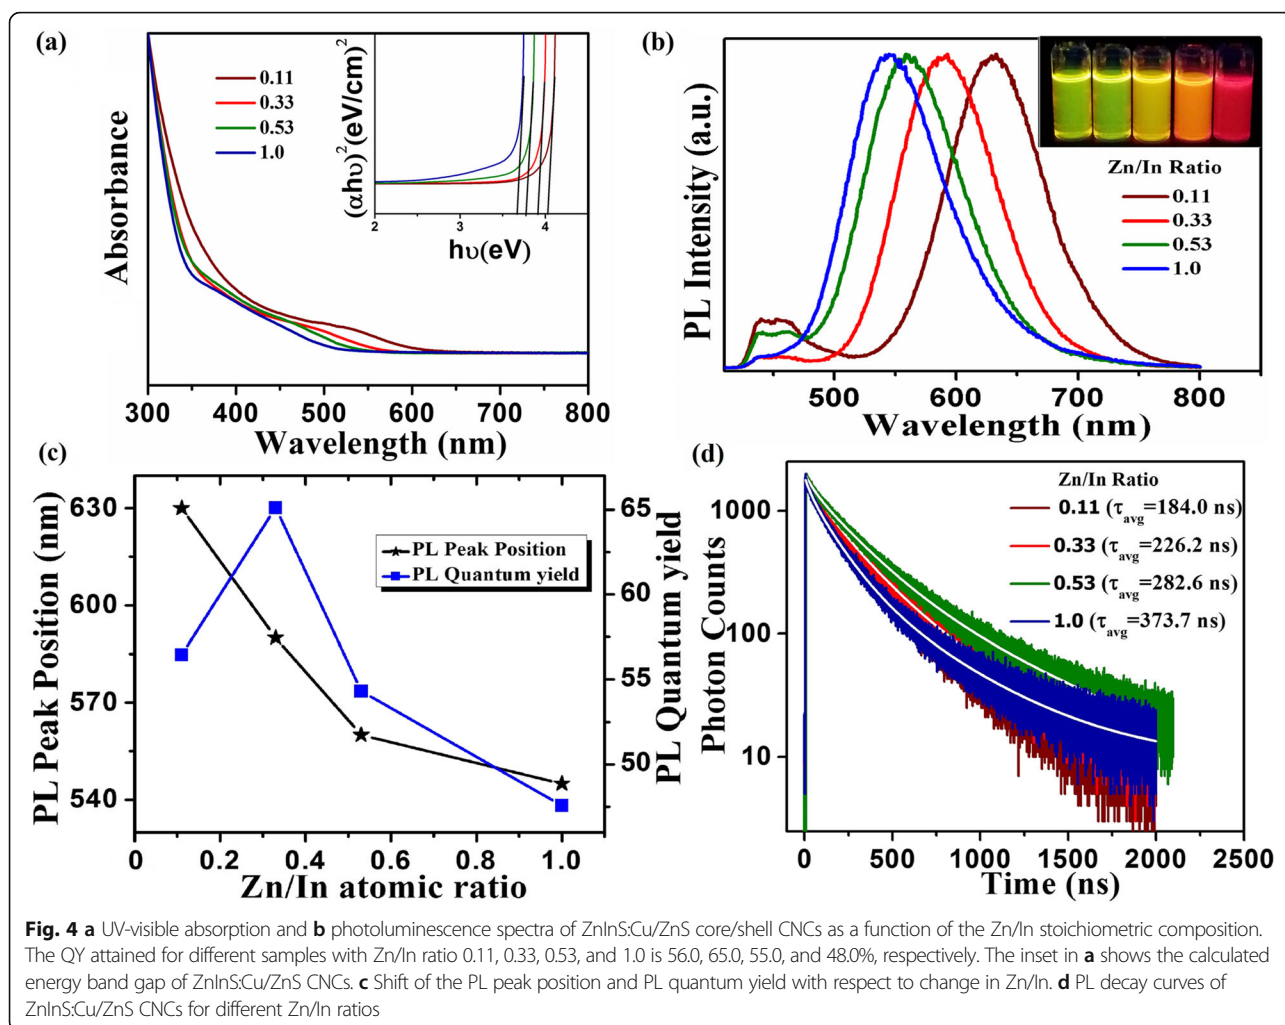 (a)
0.11
0.33
0.53
1.0
Absorbance
(αhυ)² (eV/cm)²
2 3 4
hυ(eV)
300 400 500 600 700 800
Wavelength (nm)
(b)
PL Intensity (a.u.)
Zn/In Ratio
0.11
0.33
0.53
1.0
500 600 700 800
Wavelength (nm)
(c)
PL Peak Position (nm)
630
600
570
540
PL Peak Position
PL Quantum yield
65
60
55
50
PL Quantum yield
0.0 0.2 0.4 0.6 0.8 1.0
Zn/In atomic ratio
(d)
Photon Counts
1000
100
10
Zn/In Ratio
0.11 (τavg=184.0 ns)
0.33 (τavg=226.2 ns)
0.53 (τavg=282.6 ns)
1.0 (τavg=373.7 ns)
0 500 1000 1500 2000 2500
Time (ns)
Fig. 4 a UV-visible absorption and b photoluminescence spectra of ZnInS:Cu/ZnS core/shell CNCs as a function of the Zn/In stoichiometric composition.
The QY attained for different samples with Zn/In ratio 0.11, 0.33, 0.53, and 1.0 is 56.0, 65.0, 55.0, and 48.0%, respectively. The inset in a shows the calculated
energy band gap of ZnInS:Cu/ZnS CNCs. c Shift of the PL peak position and PL quantum yield with respect to change in Zn/In. d PL decay curves of
ZnInS:Cu/ZnS CNCs for different Zn/In ratios